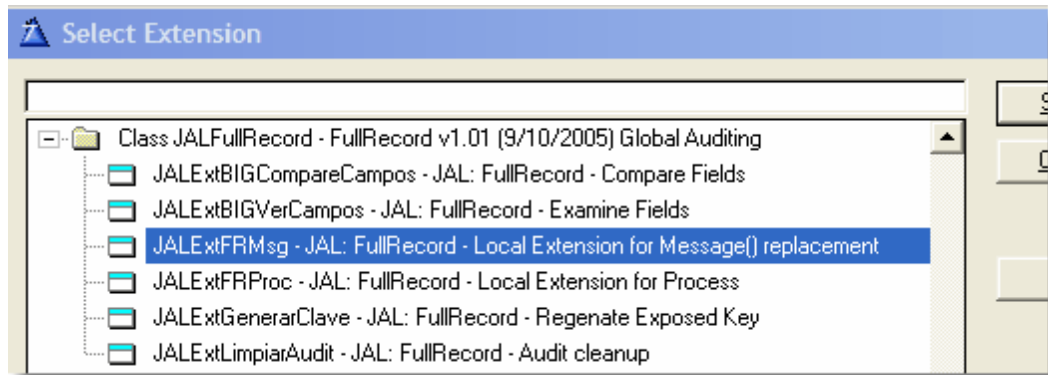 Select Extension
Class JALFullRecord - FullRecord v1.01 (9/10/2005) Global Auditing
JALExtBIGCompareCampos - JAL: FullRecord - Compare Fields
JALExtBIGVerCampos - JAL: FullRecord - Examine Fields
JALExtFRMsg - JAL: FullRecord - Local Extension for Message() replacement
JALExtFRProc - JAL: FullRecord - Local Extension for Process
JALExtGenerarClave - JAL: FullRecord - Regenate Exposed Key
JALExtLimpiarAudit - JAL: FullRecord - Audit cleanup